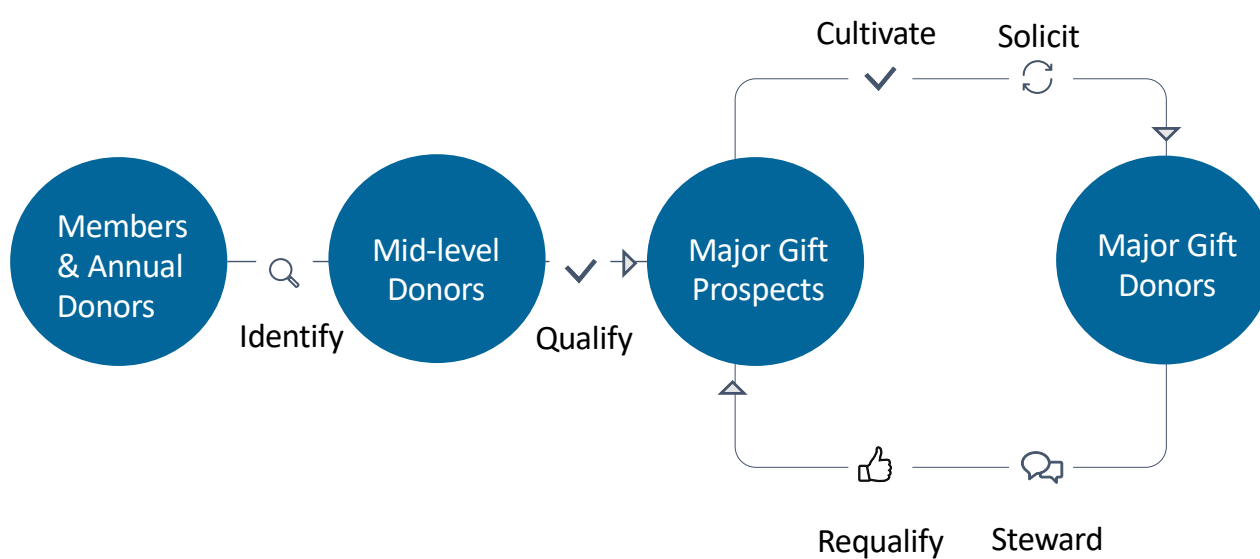 Cultivate
Solicit
Members
& Annual
Donors
Identify
Mid-level
Donors
Qualify
Major Gift
Prospects
Major Gift
Donors
Requalify
Steward